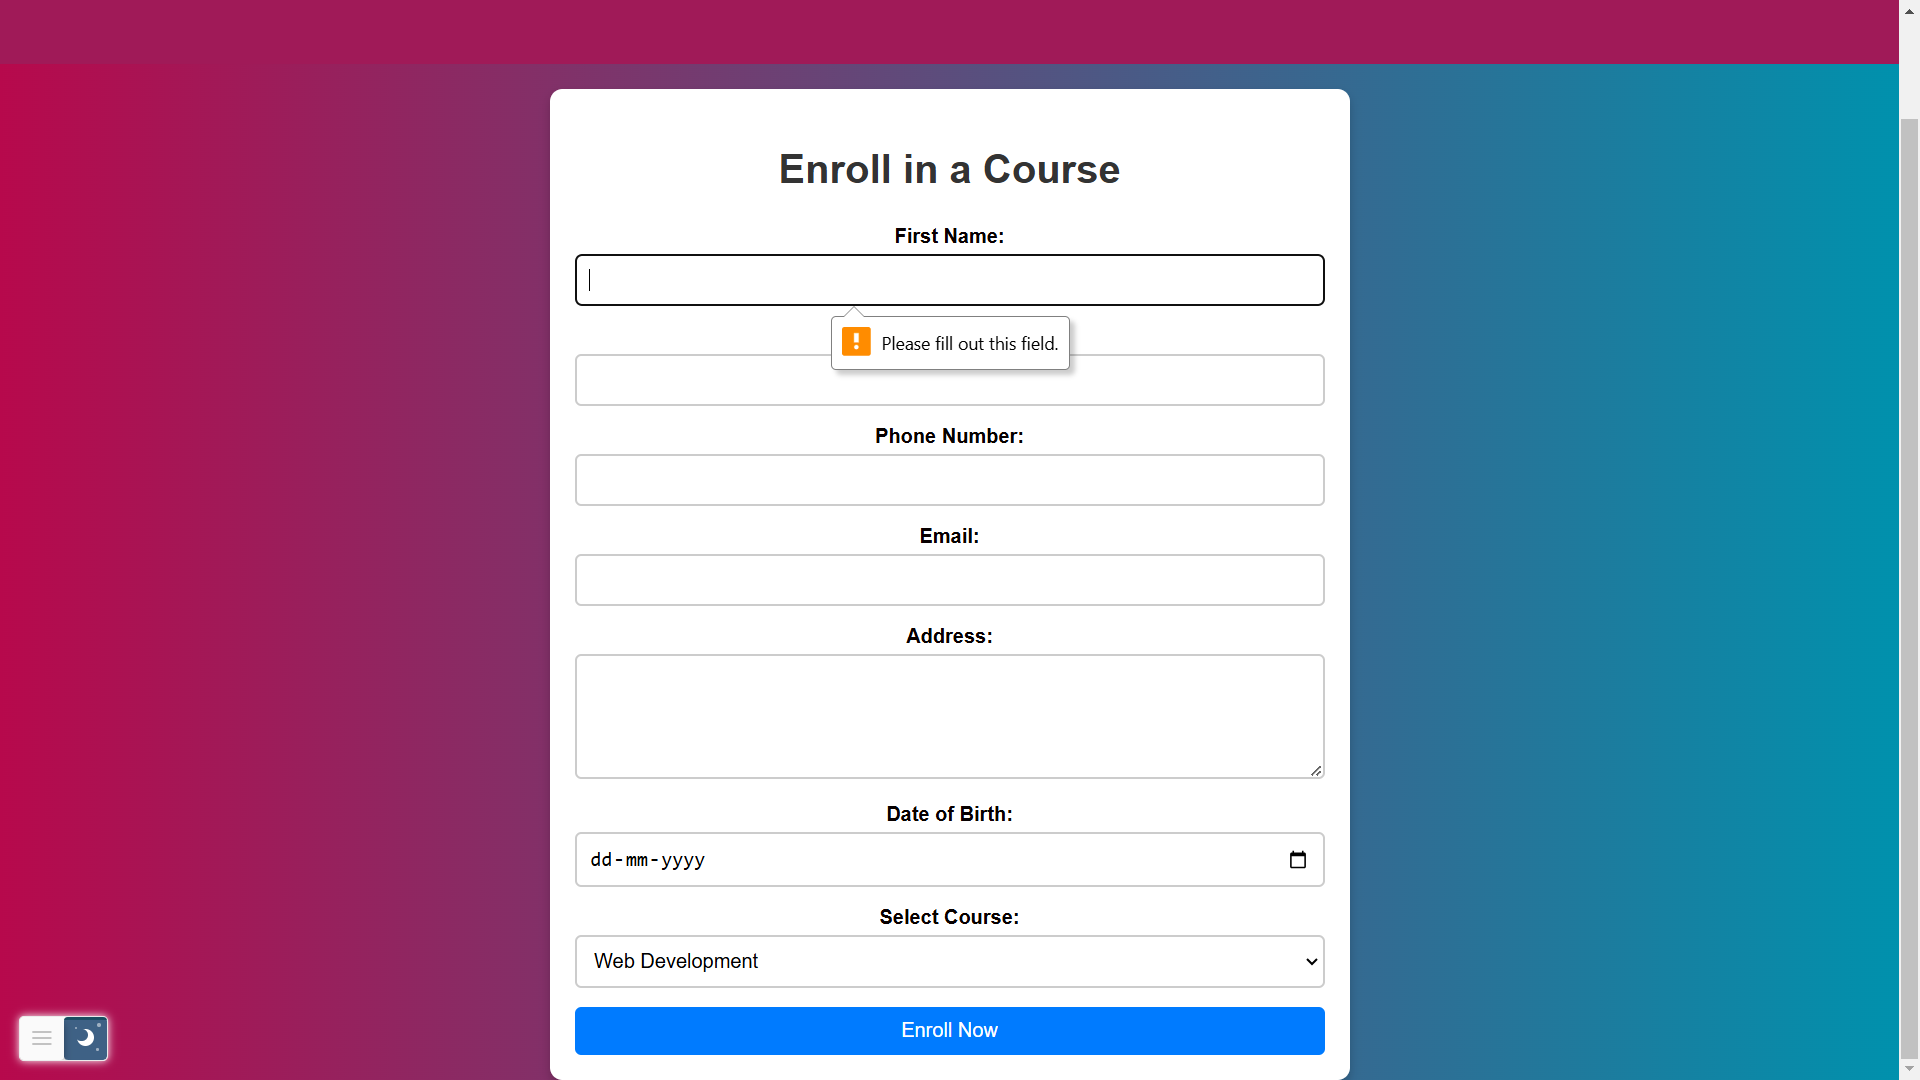 Enroll in a Course
First Name:
Please fill out this field.
Phone Number:
Email:
Address:
Date of Birth:
dd-mm-yyyy
Select Course:
Web Development
Enroll Now